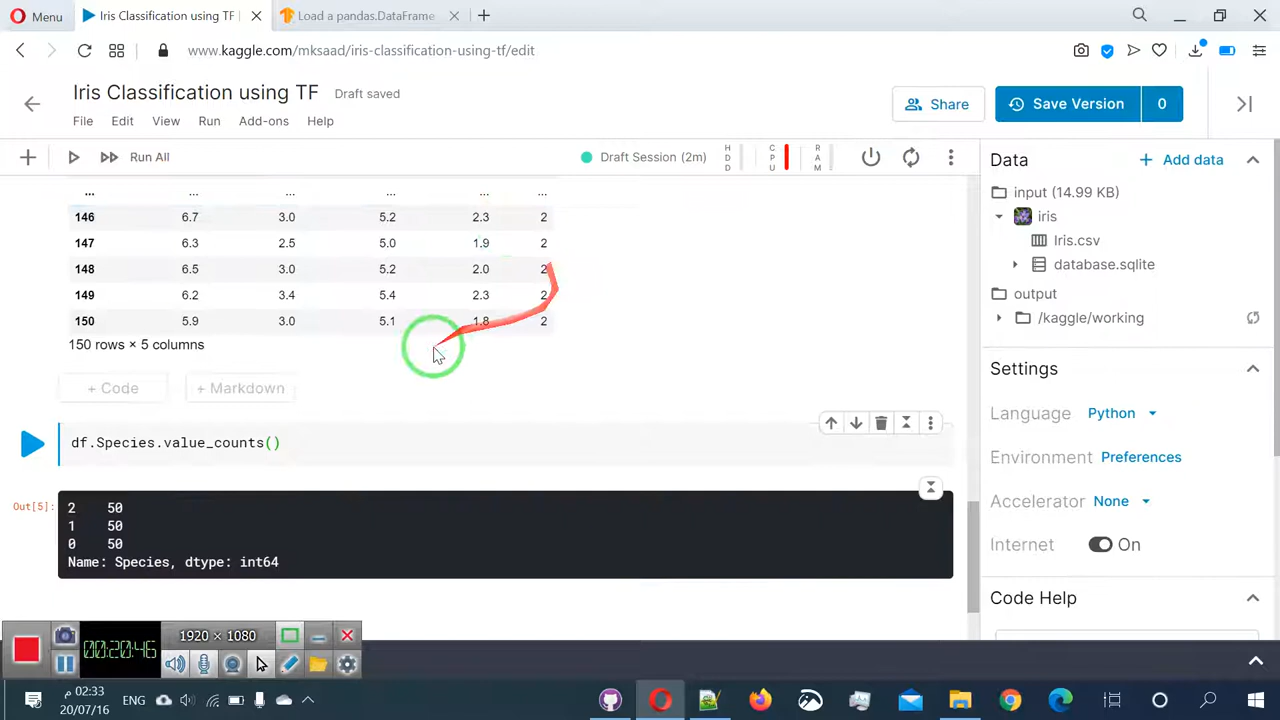 Menu
Iris Classification using TF
Load a pandas.DataFrame
www.kaggle.com/mksaad/iris-classification-using-tf/edit
Iris Classification using TF
Draft saved
Share
Save Version
0
File Edit View Run Add-ons Help
Run All
Draft Session (2m)
HDD
CPU
RAM
Data
Add data
input (14.99 KB)
iris
Iris.csv
database.sqlite
output
/kaggle/working
... ... ... ... ... ...
146 6.7 3.0 5.2 2.3 2
147 6.3 2.5 5.0 1.9 2
148 6.5 3.0 5.2 2.0 2
149 6.2 3.4 5.4 2.3 2
150 5.9 3.0 5.1 1.8 2
150 rows × 5 columns
+ Code
+ Markdown
df.Species.value_counts()
Out[5]:
2 50
1 50
0 50
Name: Species, dtype: int64
Settings
Language Python
Environment Preferences
Accelerator None
Internet On
Code Help
00:20:46
1920 × 1080
ENG
02:33 م
20/07/16